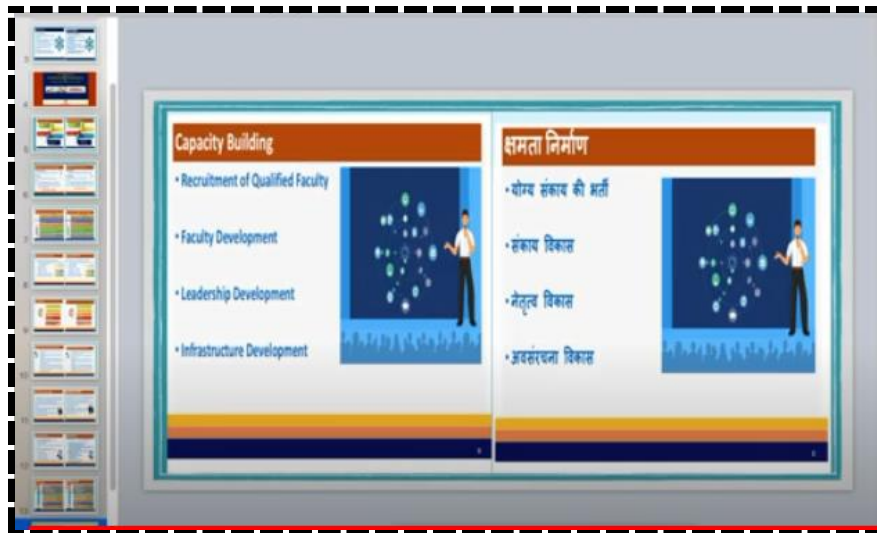 Capacity Building
• Recruitment of Qualified Faculty
• Faculty Development
• Leadership Development
• Infrastructure Development
क्षमता निर्माण
• योग्य संकाय की भर्ती
• संकाय विकास
• नेतृत्व विकास
• अवसंरचना विकास